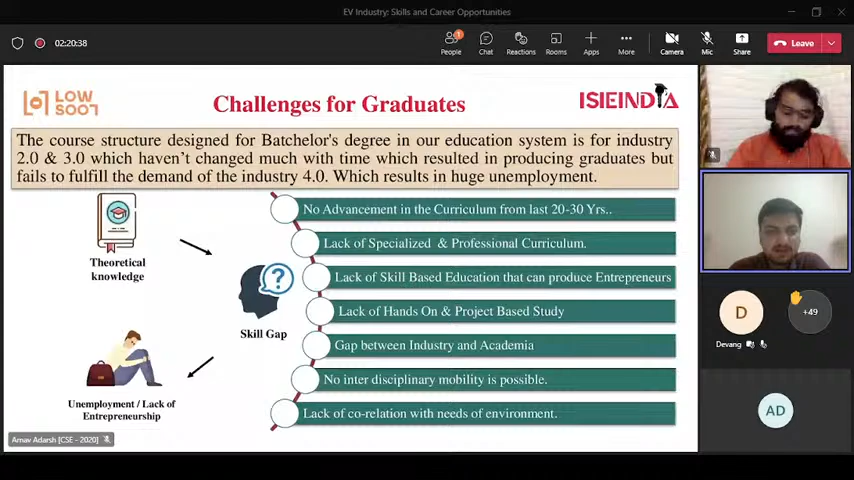 EV Industry: Skills and Career Opportunities
02:20:38
People
1
Chat
Reactions
Rooms
Apps
More
Camera
Mic
Share
Leave
LOW
SOOT
Challenges for Graduates
ISIEINDIA
The course structure designed for Batchelor's degree in our education system is for industry
2.0 & 3.0 which haven't changed much with time which resulted in producing graduates but
fails to fulfill the demand of the industry 4.0. Which results in huge unemployment.
Theoretical
knowledge
Skill Gap
Unemployment / Lack of
Entrepreneurship
No Advancement in the Curriculum from last 20-30 Yrs..
Lack of Specialized & Professional Curriculum.
Lack of Skill Based Education that can produce Entrepreneurs
Lack of Hands On & Project Based Study
Gap between Industry and Academia
No inter disciplinary mobility is possible.
Lack of co-relation with needs of environment.
Arnav Adarsh [CSE - 2020]
D
Devang
+49
AD